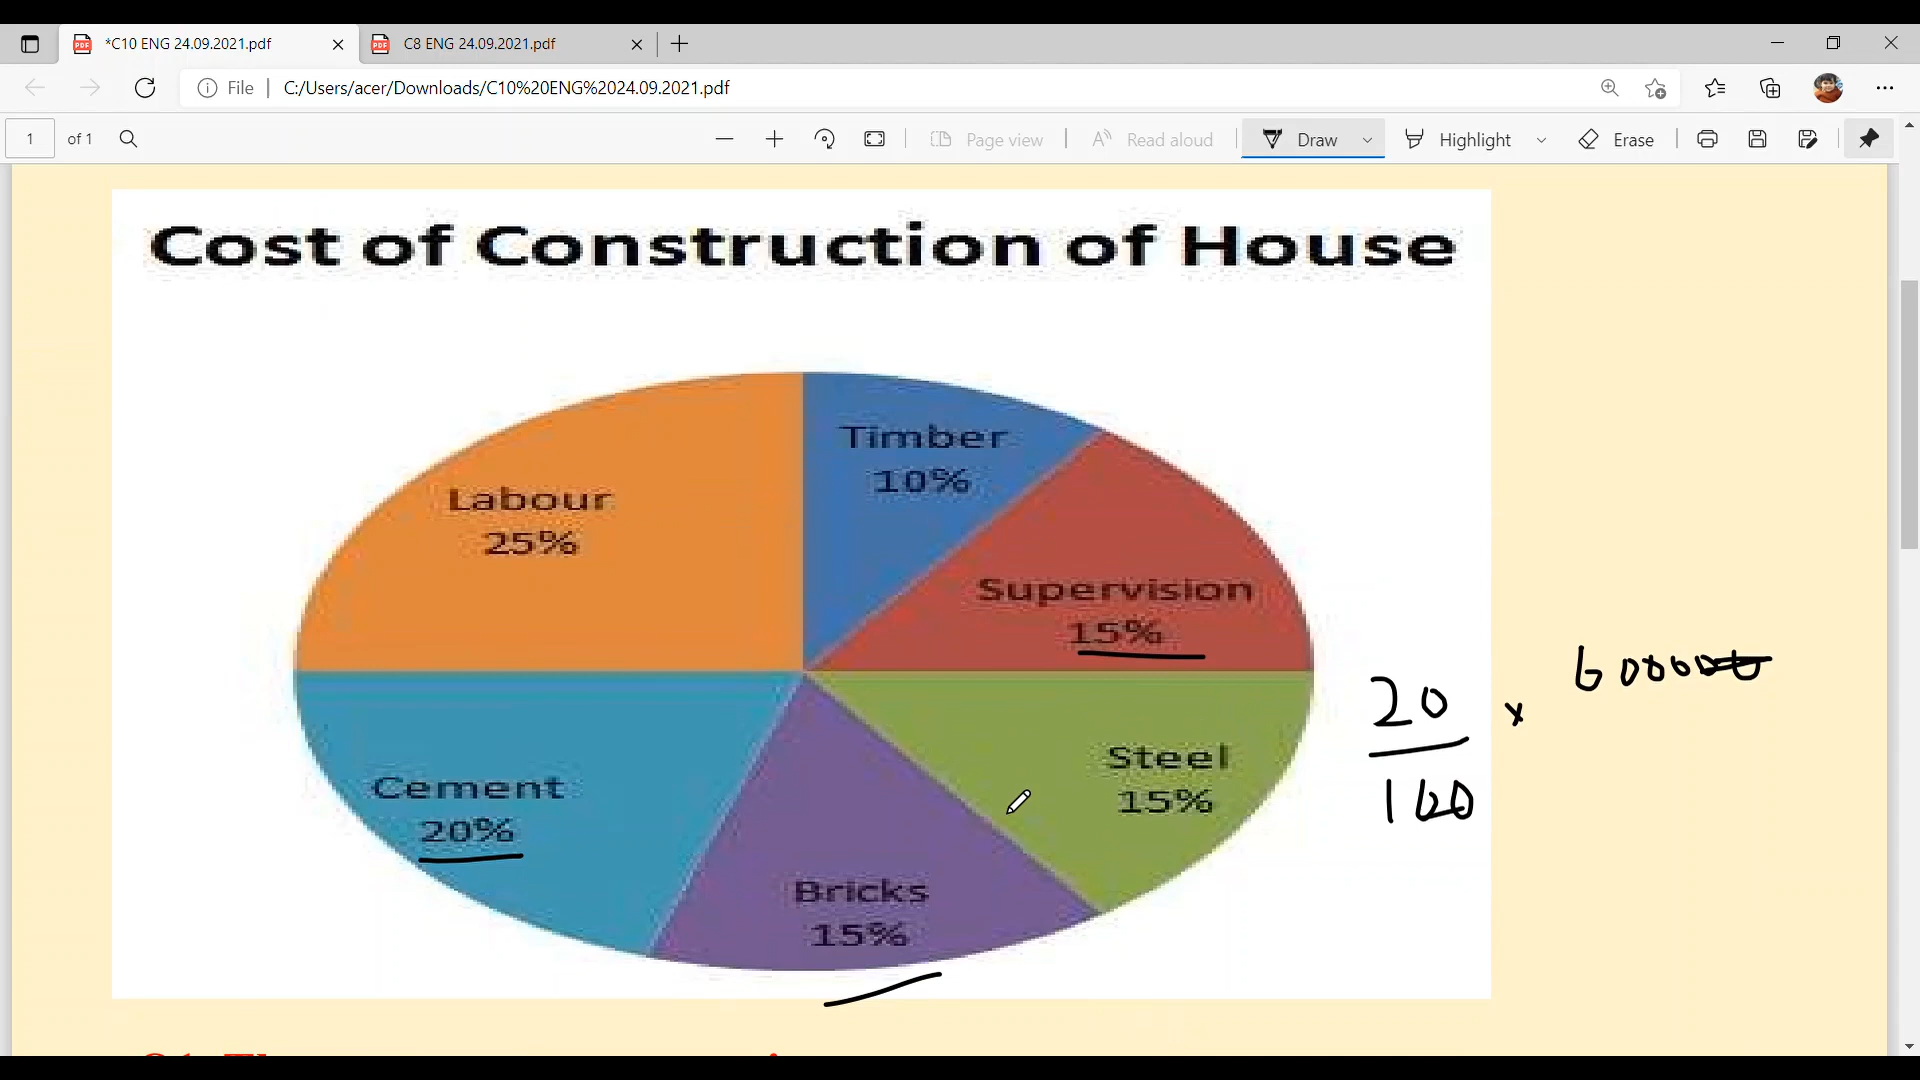 *C10 ENG 24.09.2021.pdf
C8 ENG 24.09.2021.pdf
File
C:/Users/acer/Downloads/C10%20ENG%2024.09.2021.pdf
1 of 1
Page view
Read aloud
Draw
Highlight
Erase
Cost of Construction of House
Timber
10%
Labour
25%
Supervision
15%
Steel
15%
Cement
20%
Bricks
15%
20
×
100